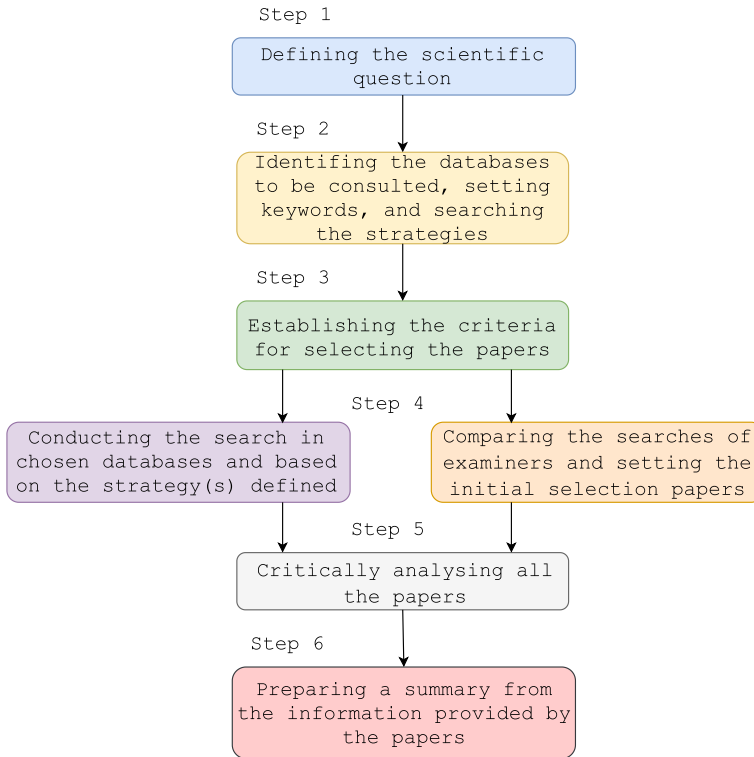 Step 1
Defining the scientific
question
Step 2
Identifing the databases
to be consulted, setting
keywords, and searching
the strategies
Step 3
Establishing the criteria
for selecting the papers
Step 4
Conducting the search in
chosen databases and based
on the strategy(s) defined
Comparing the searches of
examiners and setting the
initial selection papers
Step 5
Critically analysing all
the papers
Step 6
Preparing a summary from
the information provided by
the papers